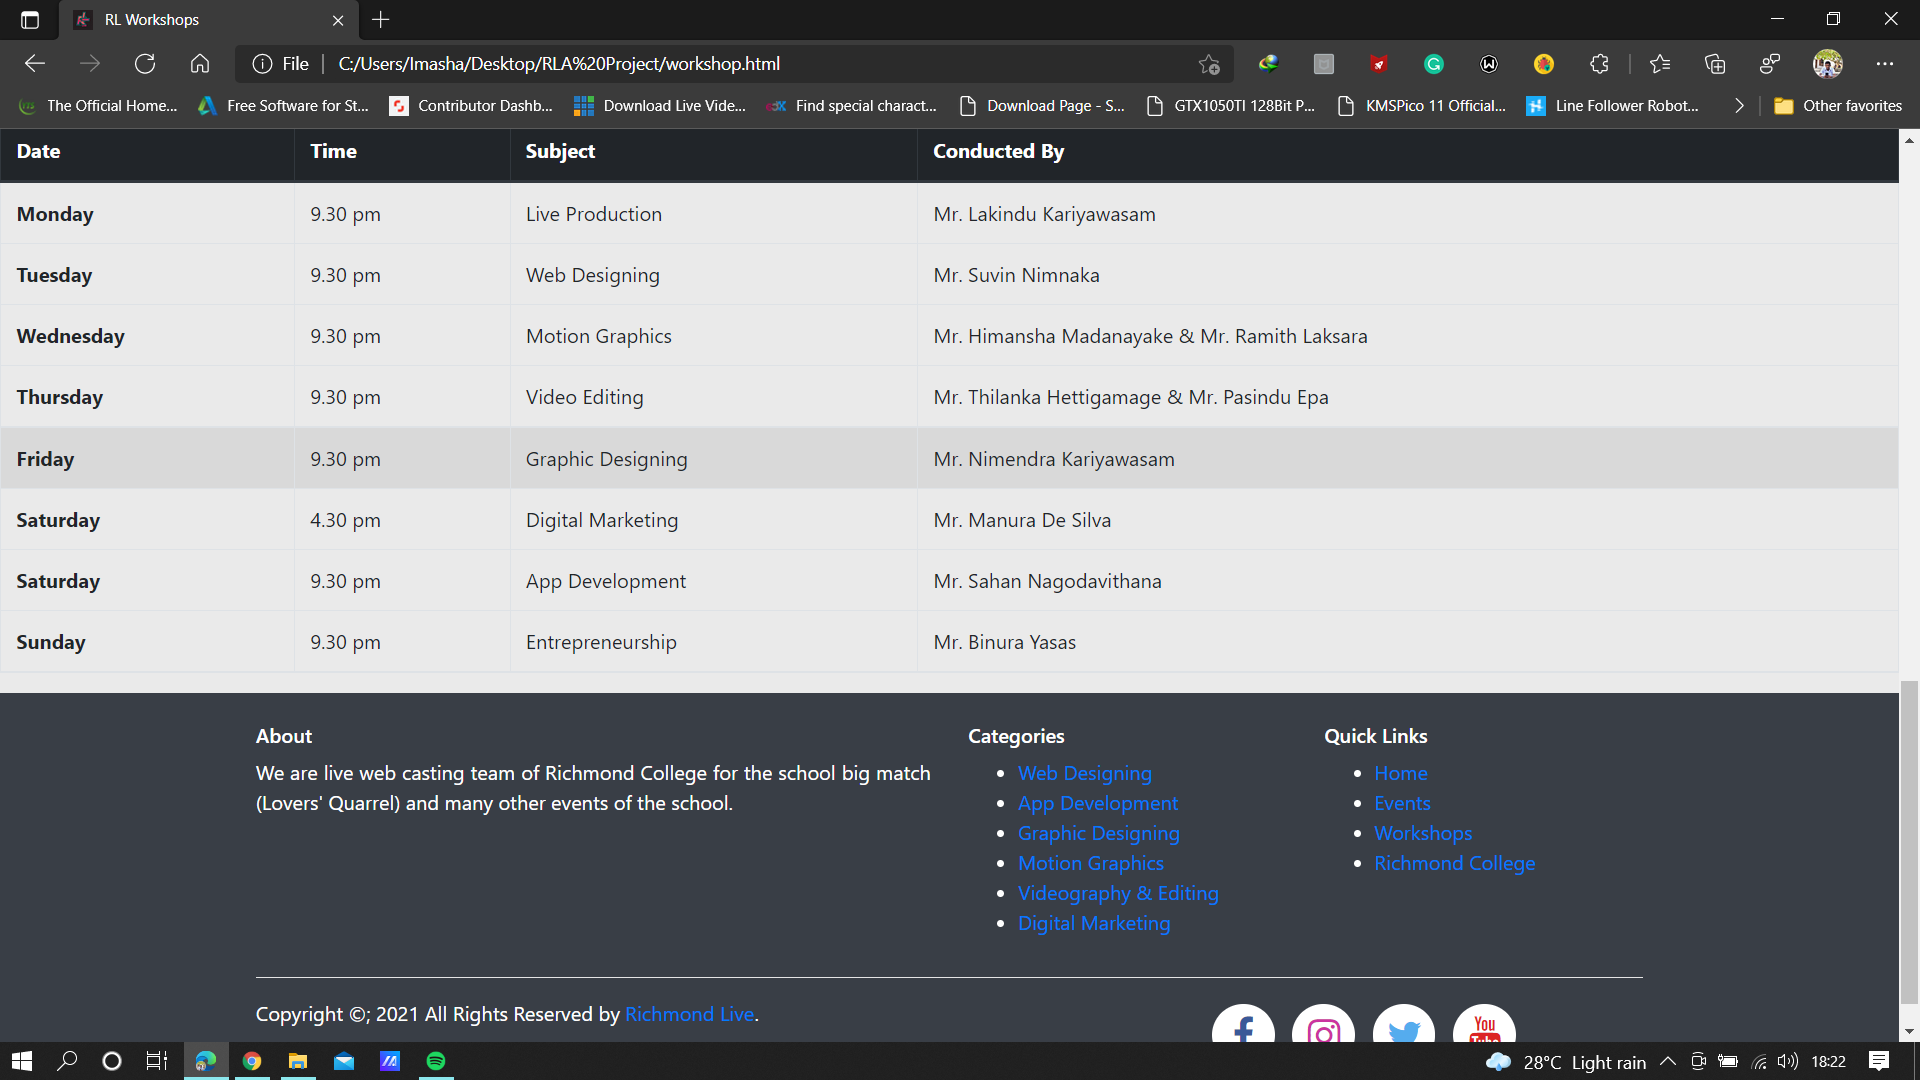 RL Workshops
File C:/Users/Imasha/Desktop/RLA%20Project/workshop.html
The Official Home... Free Software for St... Contributor Dashb... Download Live Vide... Find special charact... Download Page - S... GTX1050TI 128Bit P... KMSPico 11 Official... Line Follower Robot... Other favorites
Date Time Subject Conducted By
Monday 9.30 pm Live Production Mr. Lakindu Kariyawasam
Tuesday 9.30 pm Web Designing Mr. Suvin Nimnaka
Wednesday 9.30 pm Motion Graphics Mr. Himansha Madanayake & Mr. Ramith Laksara
Thursday 9.30 pm Video Editing Mr. Thilanka Hettigamage & Mr. Pasindu Epa
Friday 9.30 pm Graphic Designing Mr. Nimendra Kariyawasam
Saturday 4.30 pm Digital Marketing Mr. Manura De Silva
Saturday 9.30 pm App Development Mr. Sahan Nagodavithana
Sunday 9.30 pm Entrepreneurship Mr. Binura Yasas
About
We are live web casting team of Richmond College for the school big match
(Lovers' Quarrel) and many other events of the school.
Categories
Web Designing
App Development
Graphic Designing
Motion Graphics
Videography & Editing
Digital Marketing
Quick Links
Home
Events
Workshops
Richmond College
Copyright ©; 2021 All Rights Reserved by Richmond Live.
You
Tube
28°C Light rain 18:22